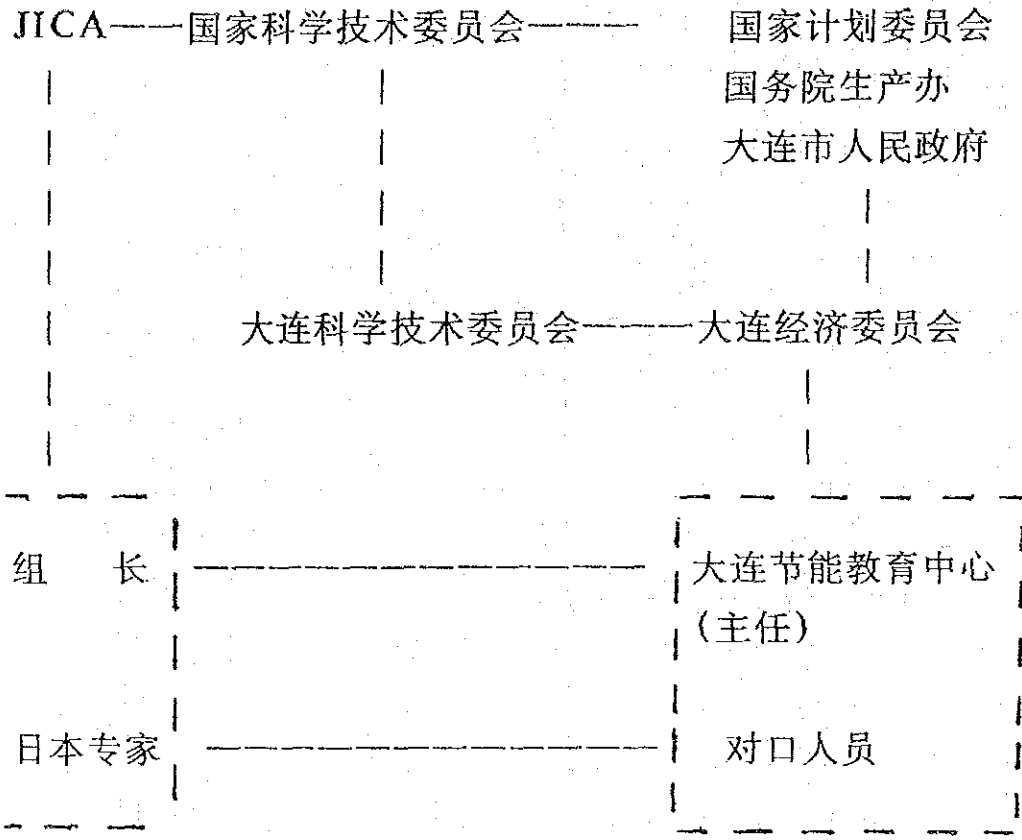 JICA———国家科学技术委员会———— 国家计划委员会
国务院生产办
大连市人民政府
大连科学技术委员会————大连经济委员会
组 长 大连节能教育中心
(主任)
日本专家 对口人员